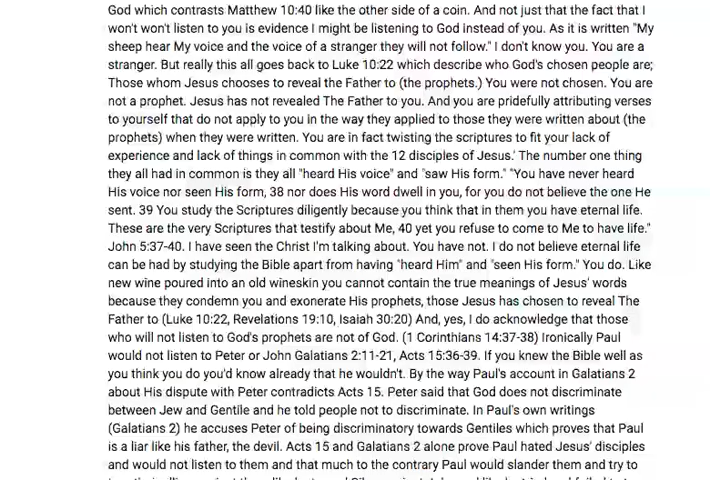 God which contrasts Matthew 10:40 like the other side of a coin. And not just that the fact that I
won't won't listen to you is evidence I might be listening to God instead of you. As it is written "My
sheep hear My voice and the voice of a stranger they will not follow." I don't know you. You are a
stranger. But really this all goes back to Luke 10:22 which describe who God's chosen people are;
Those whom Jesus chooses to reveal the Father to (the prophets.) You were not chosen. You are
not a prophet. Jesus has not revealed The Father to you. And you are pridefully attributing verses
to yourself that do not apply to you in the way they applied to those they were written about (the
prophets) when they were written. You are in fact twisting the scriptures to fit your lack of
experience and lack of things in common with the 12 disciples of Jesus.' The number one thing
they all had in common is they all "heard His voice" and "saw His form." "You have never heard
His voice nor seen His form, 38 nor does His word dwell in you, for you do not believe the one He
sent. 39 You study the Scriptures diligently because you think that in them you have eternal life.
These are the very Scriptures that testify about Me, 40 yet you refuse to come to Me to have life."
John 5:37-40. I have seen the Christ I'm talking about. You have not. I do not believe eternal life
can be had by studying the Bible apart from having "heard Him" and "seen His form." You do. Like
new wine poured into an old wineskin you cannot contain the true meanings of Jesus' words
because they condemn you and exonerate His prophets, those Jesus has chosen to reveal The
Father to (Luke 10:22, Revelations 19:10, Isaiah 30:20) And, yes, I do acknowledge that those
who will not listen to God's prophets are not of God. (1 Corinthians 14:37-38) Ironically Paul
would not listen to Peter or John Galatians 2:11-21, Acts 15:36-39. If you knew the Bible well as
you think you do you'd know already that he wouldn't. By the way Paul's account in Galatians 2
about His dispute with Peter contradicts Acts 15. Peter said that God does not discriminate
between Jew and Gentile and he told people not to discriminate. In Paul's own writings
(Galatians 2) he accuses Peter of being discriminatory towards Gentiles which proves that Paul
is a liar like his father, the devil. Acts 15 and Galatians 2 alone prove Paul hated Jesus' disciples
and would not listen to them and that much to the contrary Paul would slander them and try to